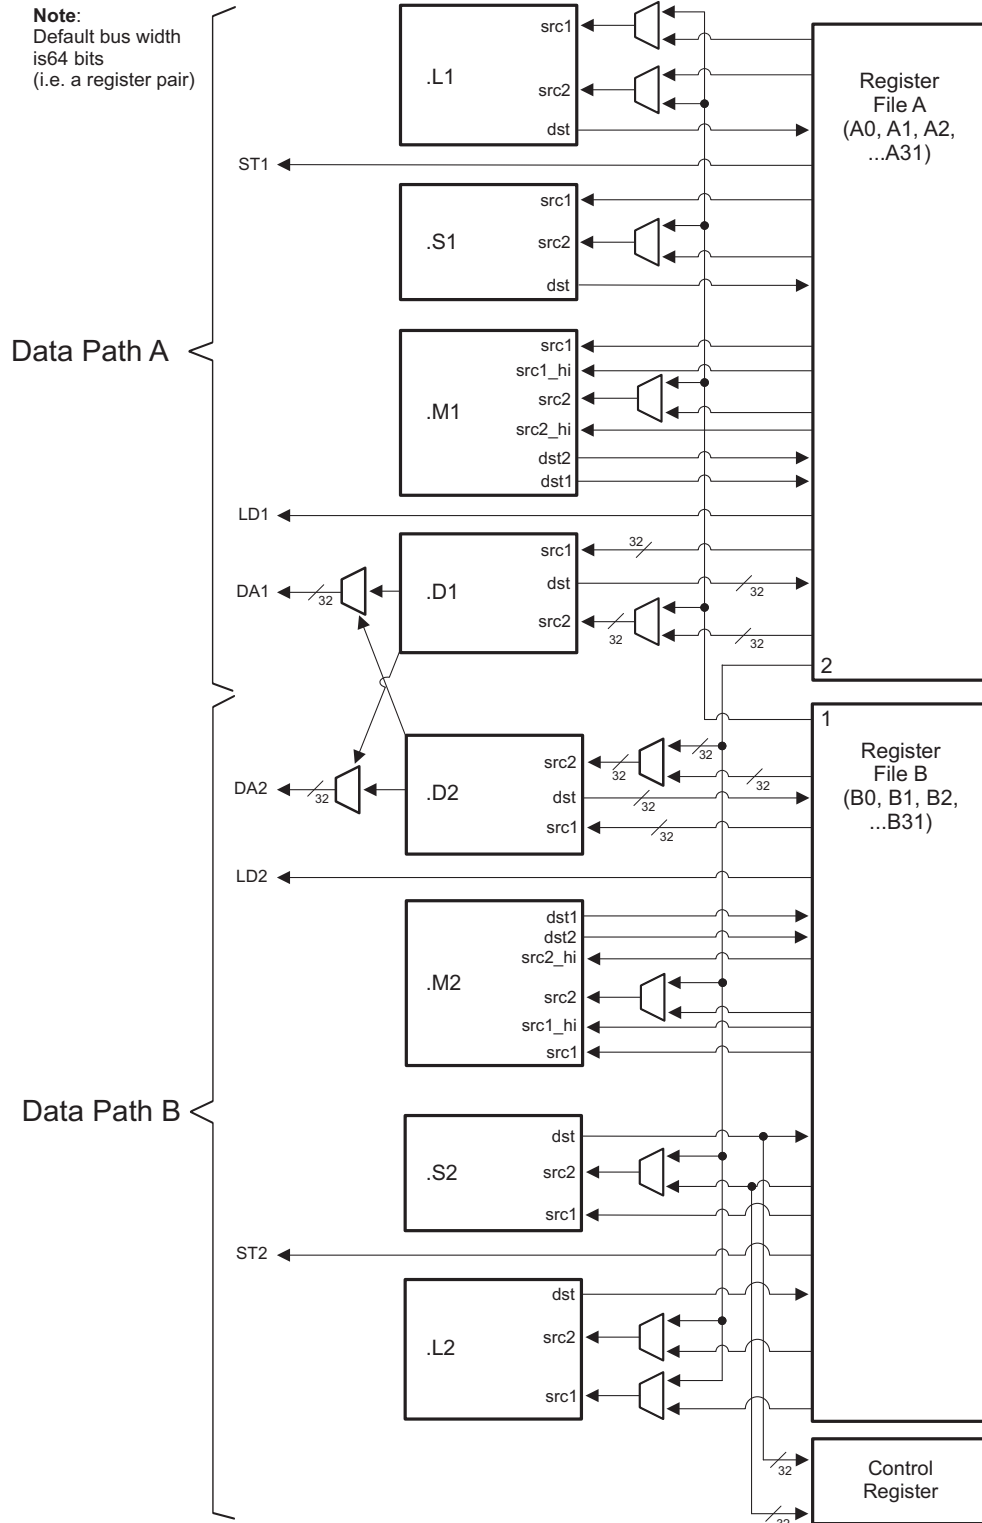 Note:
Default bus width
is64 bits
(i.e. a register pair)
src1
.L1
src2
dst
Register
File A
(A0, A1, A2,
...A31)
ST1
src1
.S1
src2
dst
Data Path A
src1
src1_hi
src2
.M1
src2_hi
dst2
dst1
LD1
src1
32
DA1
32
.D1
dst
32
src2
32
32
2
1
Register
File B
(B0, B1, B2,
...B31)
src2
32
32
32
DA2
32
.D2
dst
32
src1
32
LD2
dst1
dst2
src2_hi
.M2
src2
src1_hi
src1
Data Path B
dst
.S2
src2
src1
ST2
dst
src2
.L2
src1
32
Control
Register
32